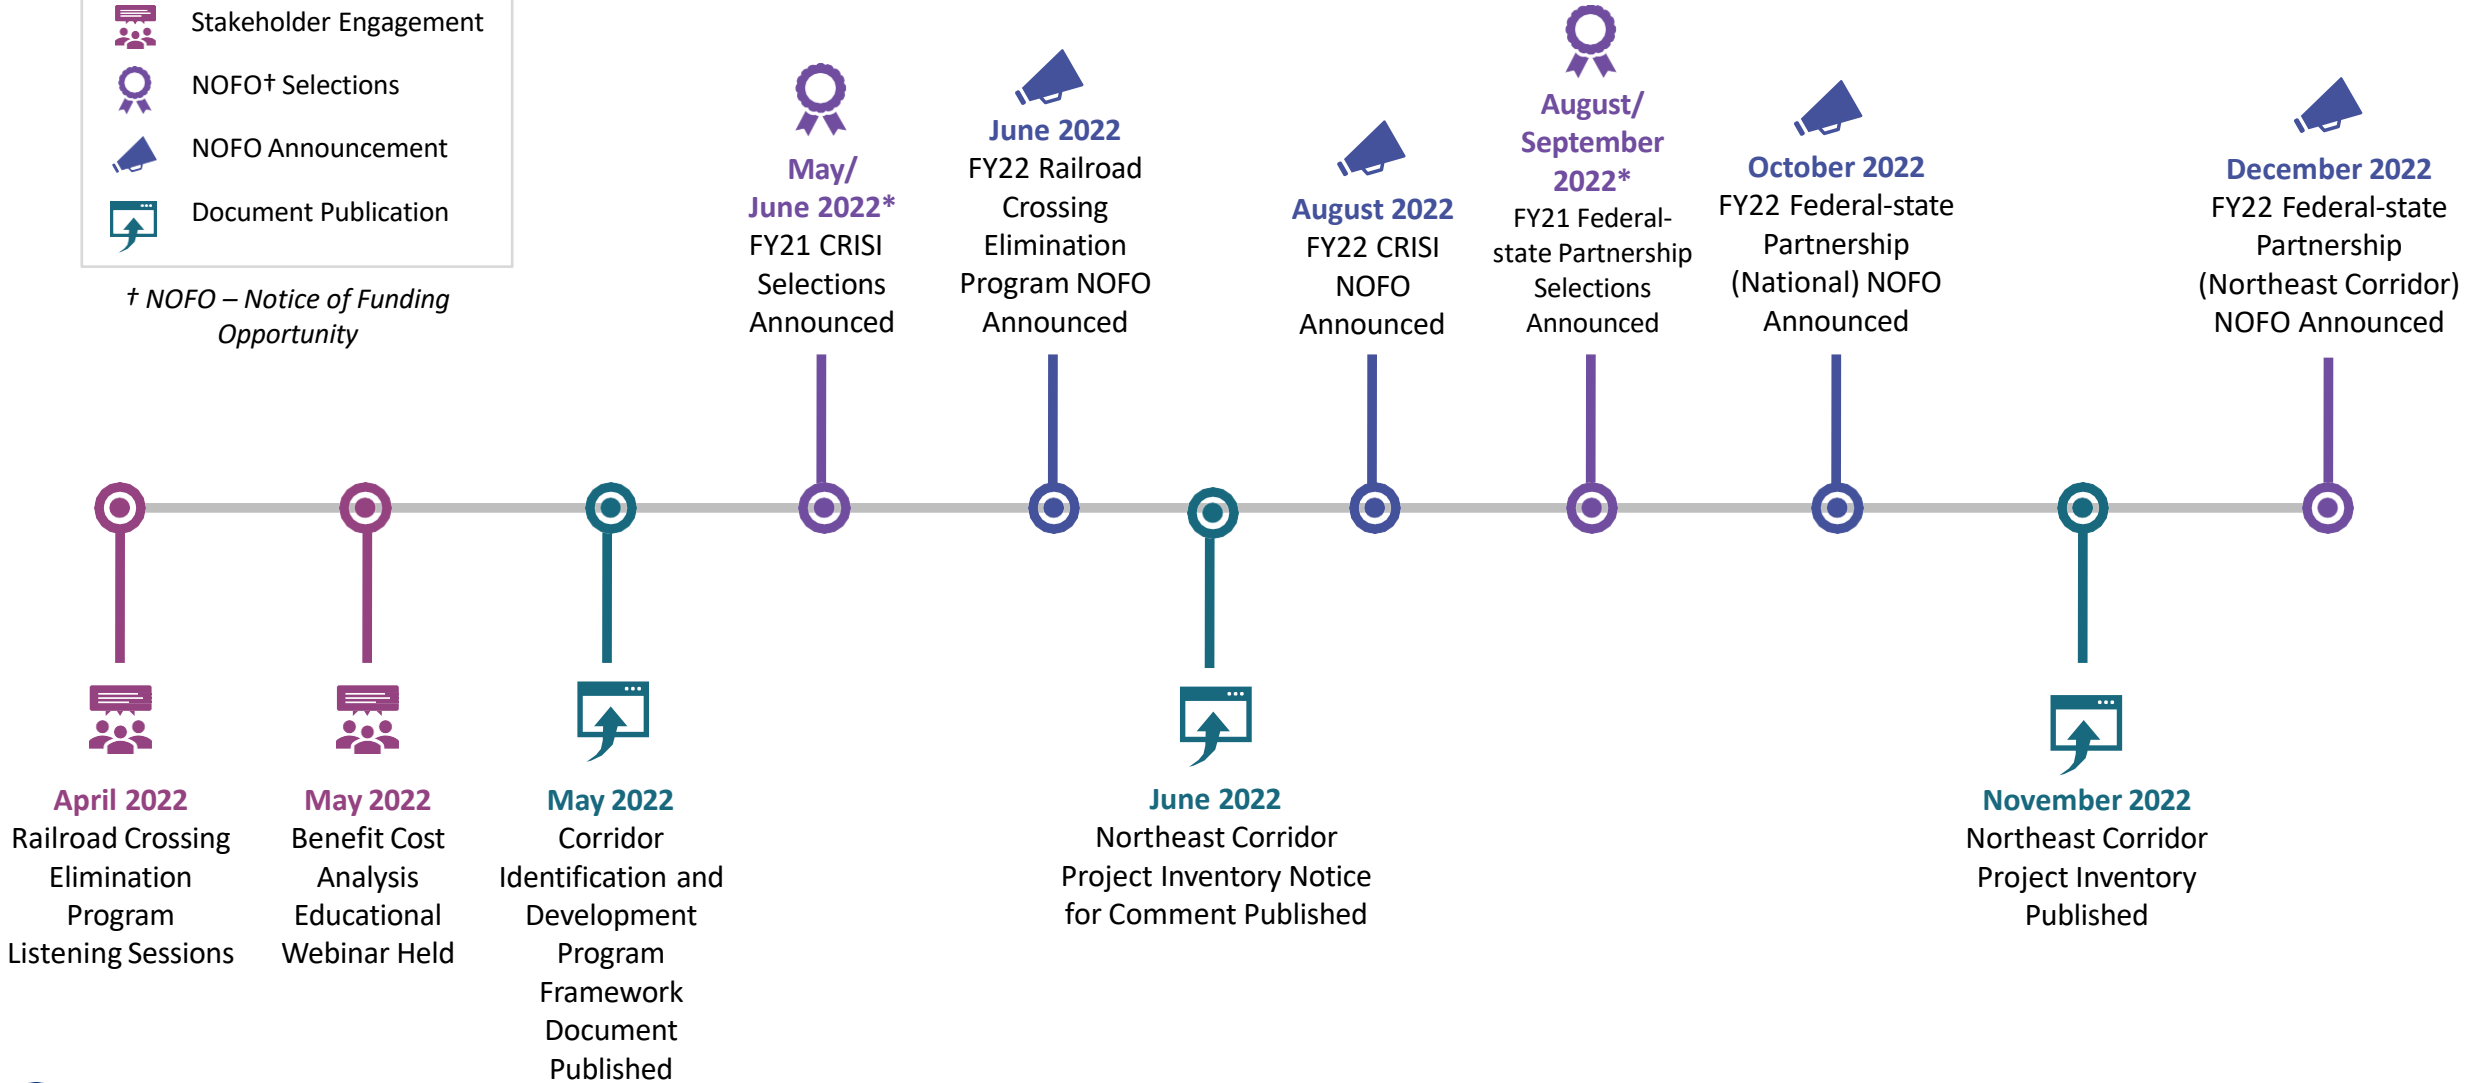 Stakeholder Engagement
NOFO† Selections
NOFO Announcement
Document Publication
† NOFO – Notice of Funding
Opportunity
May/
June 2022*
FY21 CRISI
Selections
Announced
June 2022
FY22 Railroad
Crossing
Elimination
Program NOFO
Announced
August 2022
FY22 CRISI
NOFO
Announced
August/
September
2022*
FY21 Federal-
state Partnership
Selections
Announced
October 2022
FY22 Federal-state
Partnership
(National) NOFO
Announced
December 2022
FY22 Federal-state
Partnership
(Northeast Corridor)
NOFO Announced
April 2022
Railroad Crossing
Elimination
Program
Listening Sessions
May 2022
Benefit Cost
Analysis
Educational
Webinar Held
May 2022
Corridor
Identification and
Development
Program
Framework
Document
Published
June 2022
Northeast Corridor
Project Inventory Notice
for Comment Published
November 2022
Northeast Corridor
Project Inventory
Published